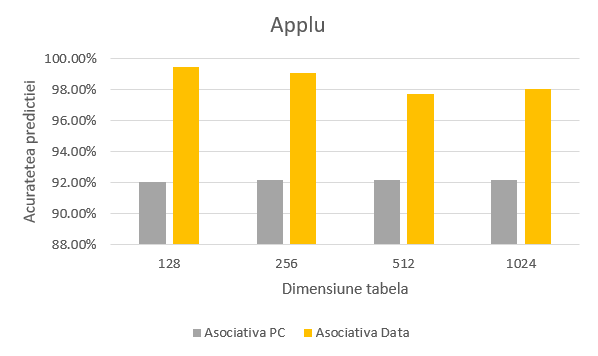 Applu
100.00%
98.00%
96.00%
94.00%
92.00%
90.00%
88.00%
Acuratetea predictiei
128 256 512 1024
Dimensiune tabela
Asociativa PC Asociativa Data